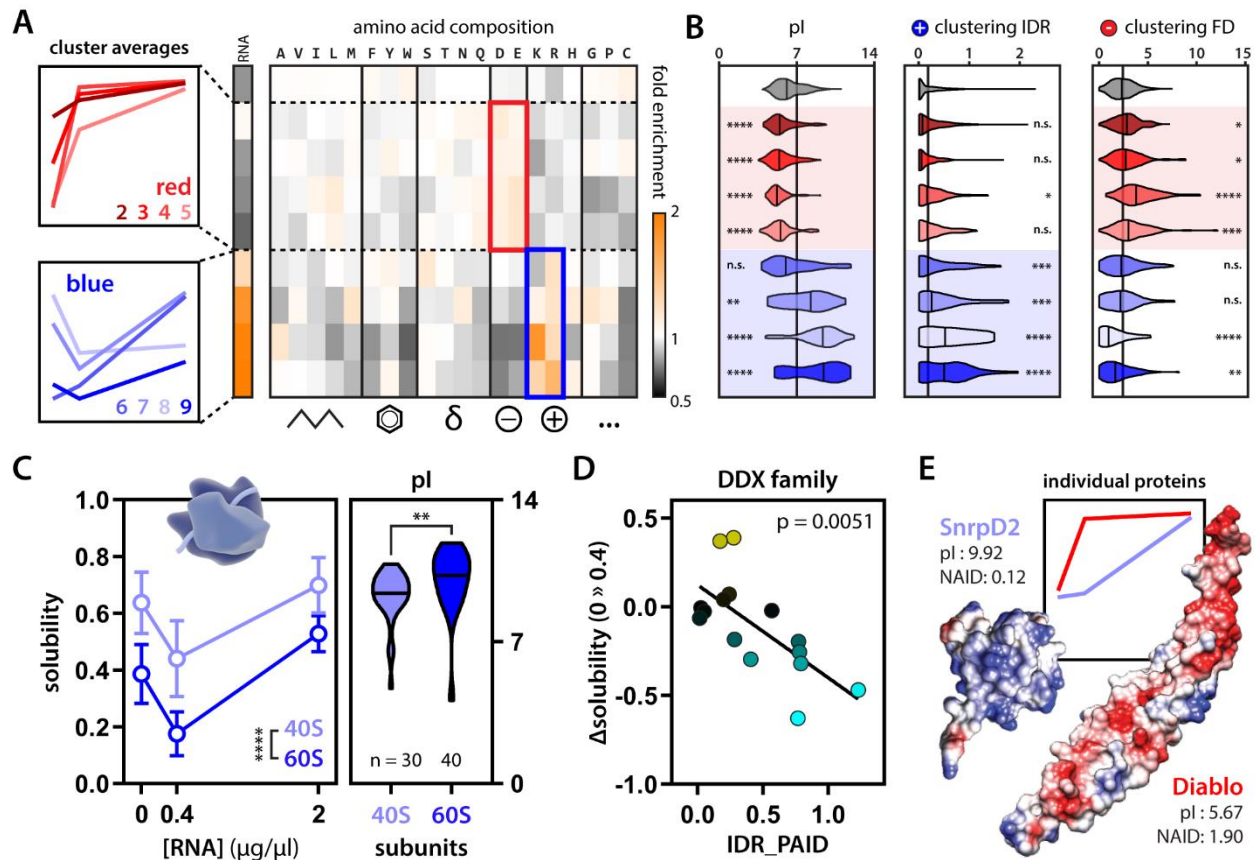 A
cluster averages
red
2 3 4 5
blue
6 7 8 9
RNA
amino acid composition
A V I L M F Y W S T N Q D E K R H G P C
fold enrichment
2
1
0.5
δ
− +
...
B
pI
0 7 14
+ clustering IDR
0 1 2
− clustering FD
0 5 10 15
**** n.s. *
**** n.s. *
**** * ****
**** n.s. ***
n.s. *** n.s.
** *** n.s.
**** **** ****
**** **** **
C
solubility
1.0
0.8
0.6
0.4
0.2
0.0
0 0.4 2
[RNA] (µg/µl)
****
40S
60S
pI
**
14
7
0
n = 30 40
40S 60S
subunits
D
DDX family
p = 0.0051
Δsolubility (0 » 0.4)
0.5
0.0
-0.5
-1.0
0.0 0.5 1.0
IDR_PAID
E
individual proteins
SnrpD2
pI : 9.92
NAID: 0.12
Diablo
pI : 5.67
NAID: 1.90